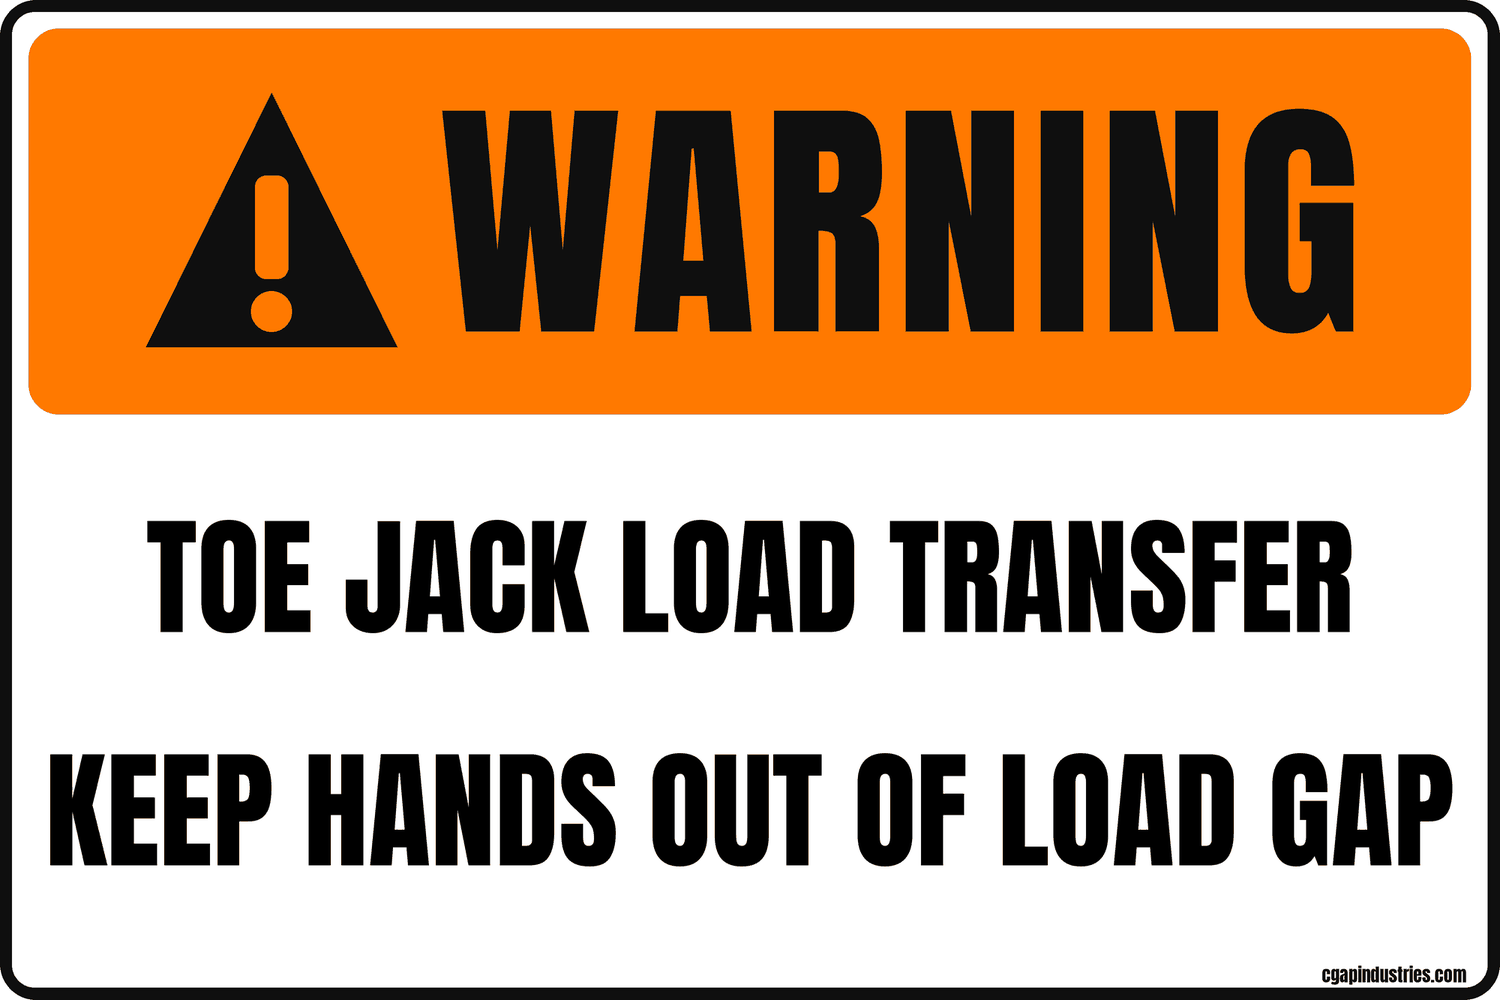 WARNING
TOE JACK LOAD TRANSFER
KEEP HANDS OUT OF LOAD GAP
cgapindustries.com